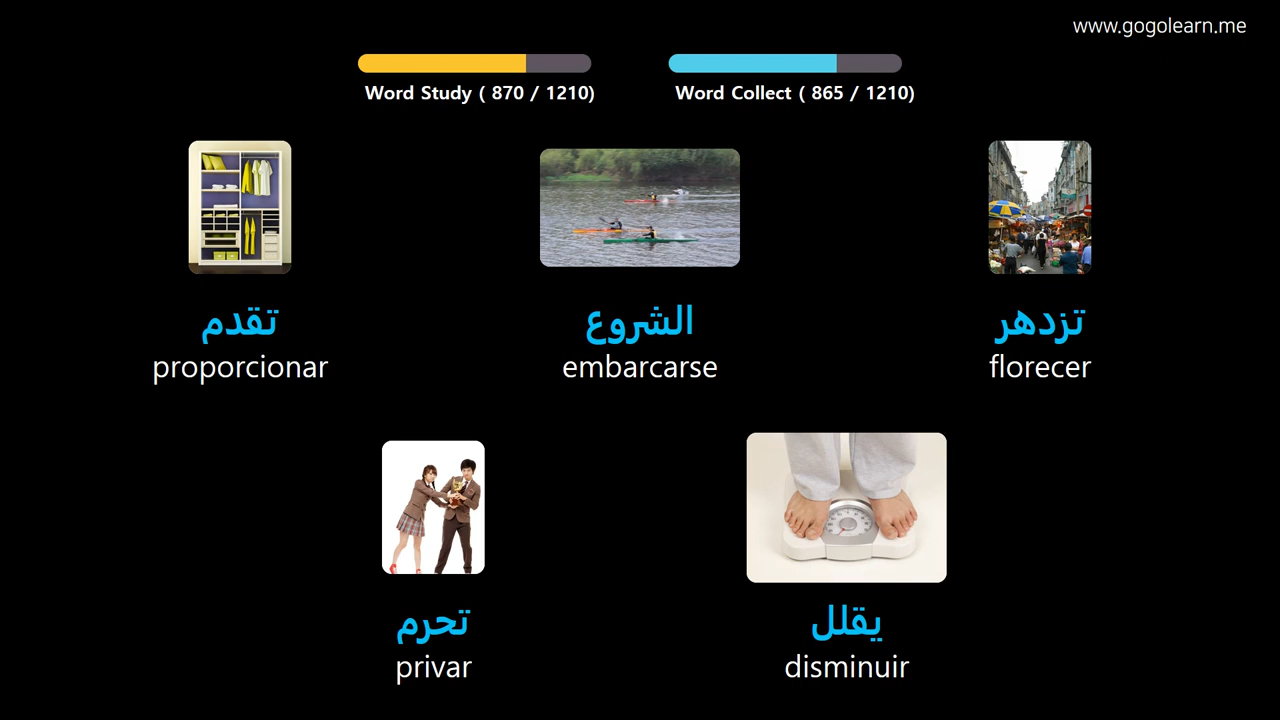 www.gogolearn.me
Word Study ( 870 / 1210)
Word Collect ( 865 / 1210)
تقدم
proporcionar
الشروع
embarcarse
تزدهر
florecer
تحرم
privar
يقلل
disminuir